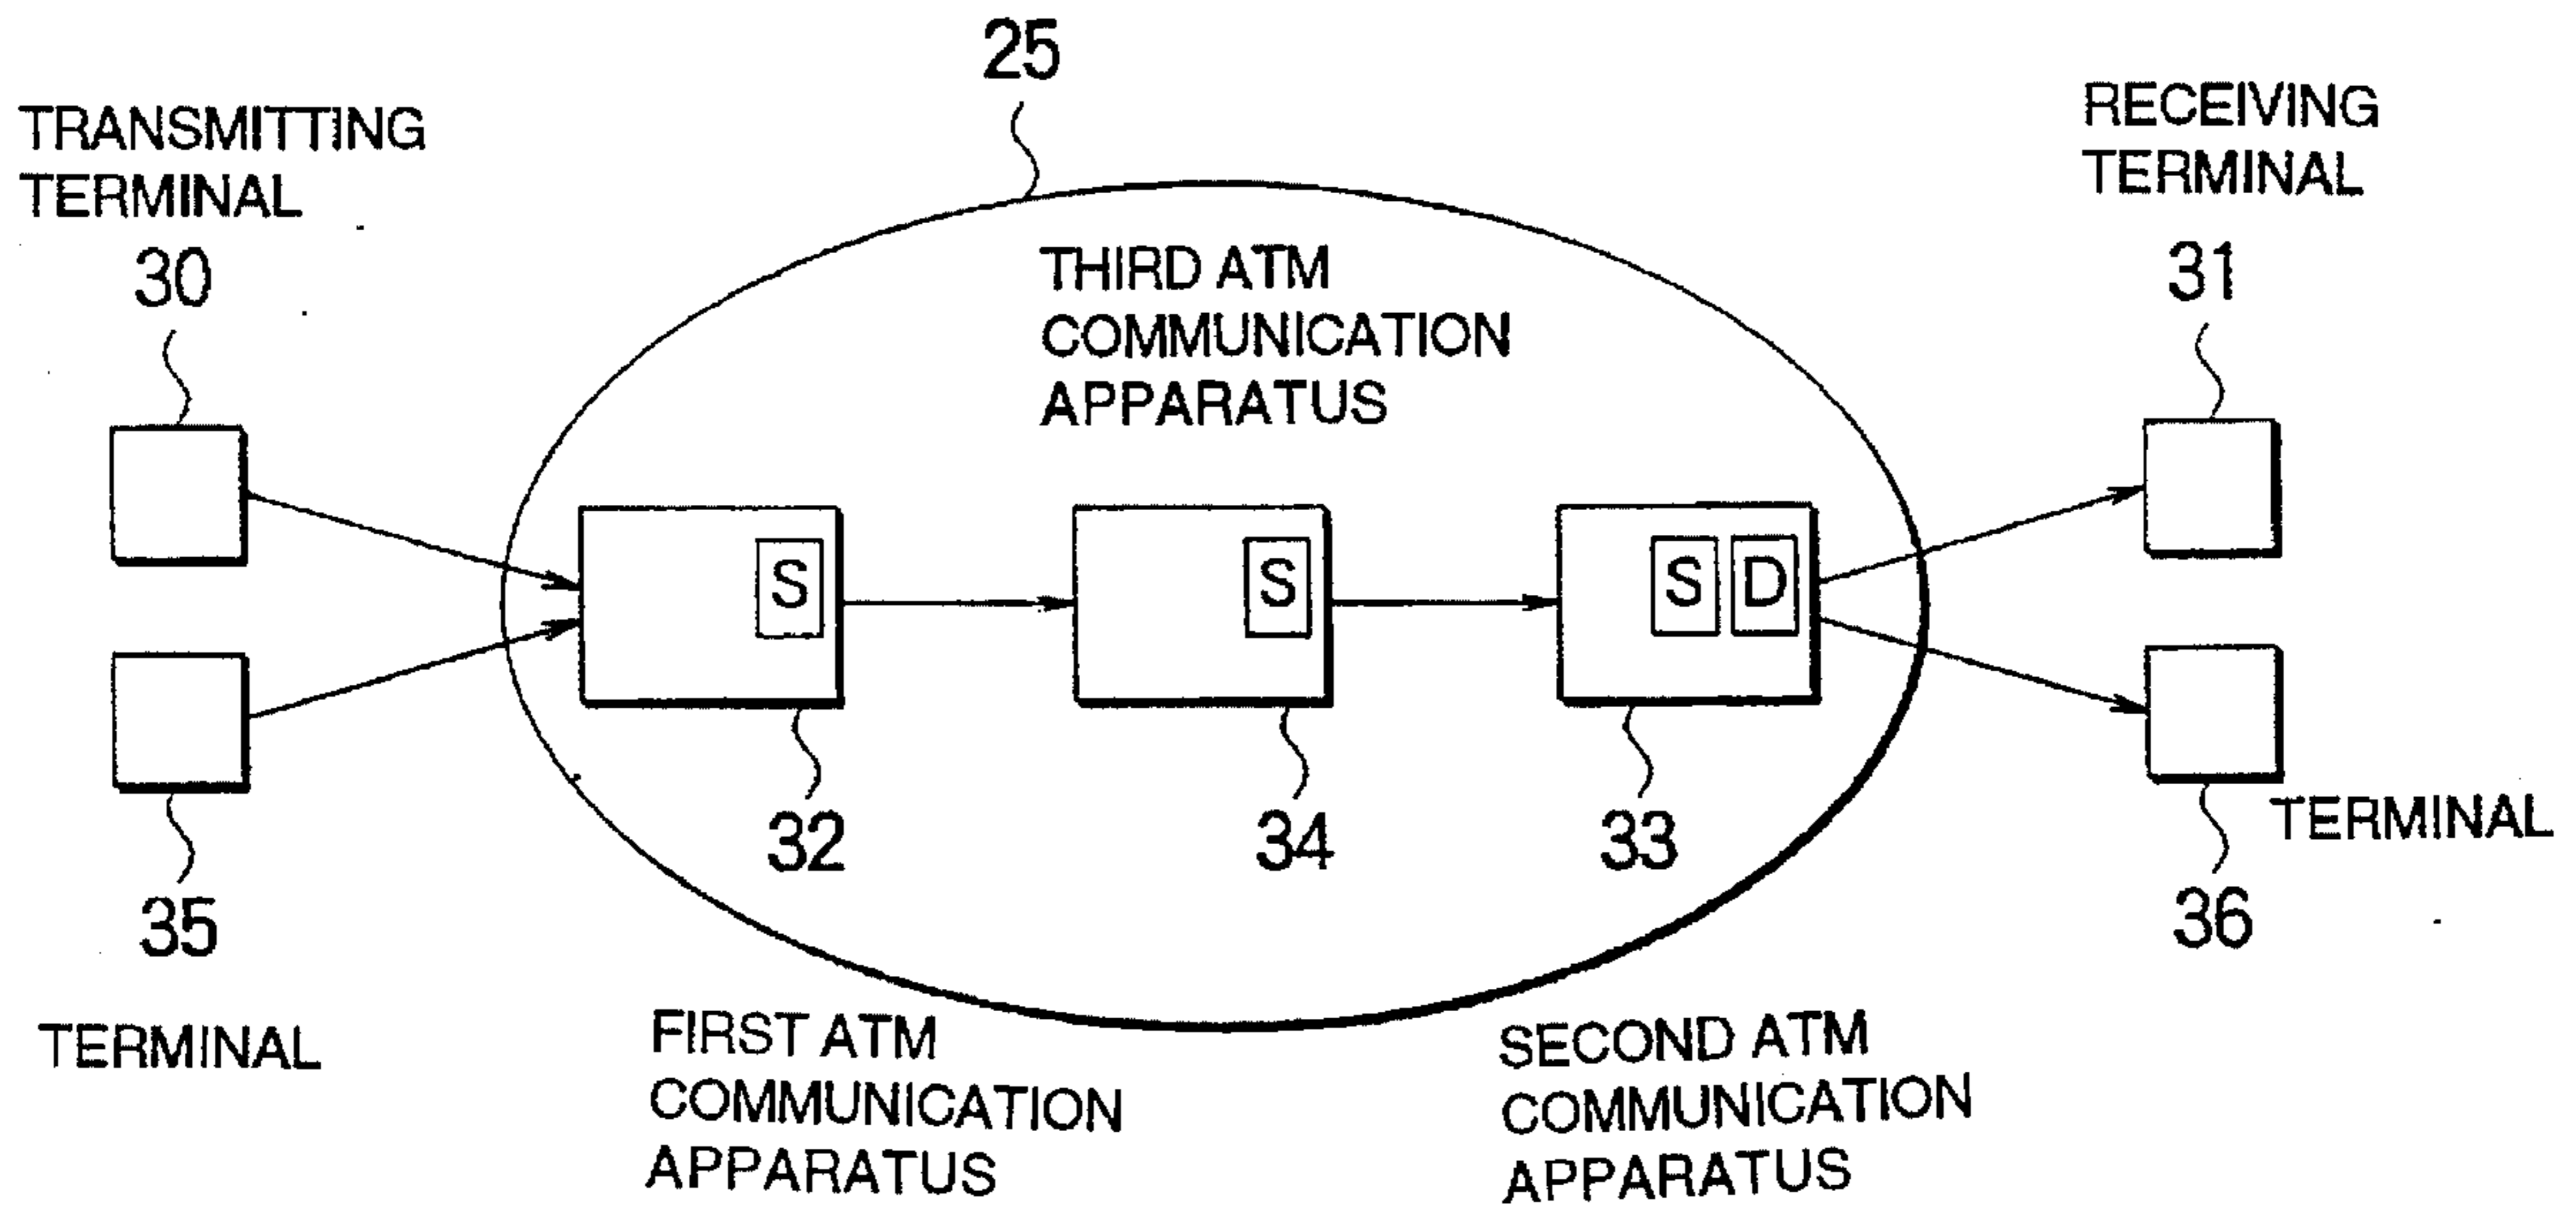 25
TRANSMITTING
TERMINAL
30
RECEIVING
TERMINAL
31
THIRD ATM
COMMUNICATION
APPARATUS
S
S
S D
32
34
33
35
TERMINAL
36
TERMINAL
FIRST ATM
COMMUNICATION
APPARATUS
SECOND ATM
COMMUNICATION
APPARATUS